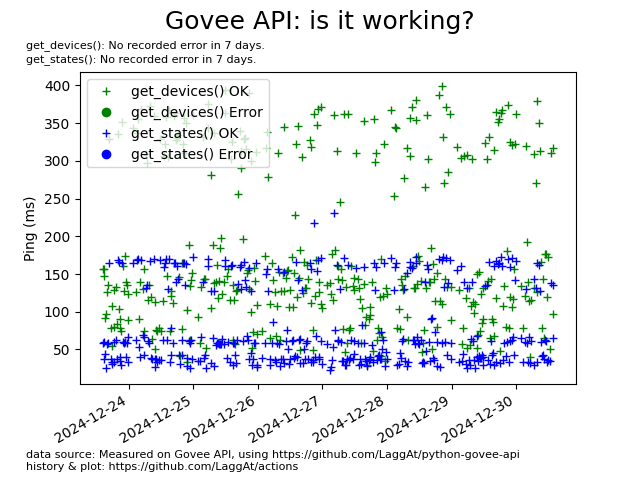 Govee API: is it working?
get_devices(): No recorded error in 7 days.
get_states(): No recorded error in 7 days.
get_devices() OK
get_devices() Error
get_states() OK
get_states() Error
Ping (ms)
400
350
300
250
200
150
100
50
2024-12-24
2024-12-25
2024-12-26
2024-12-27
2024-12-28
2024-12-29
2024-12-30
data source: Measured on Govee API, using https://github.com/LaggAt/python-govee-api
history & plot: https://github.com/LaggAt/actions